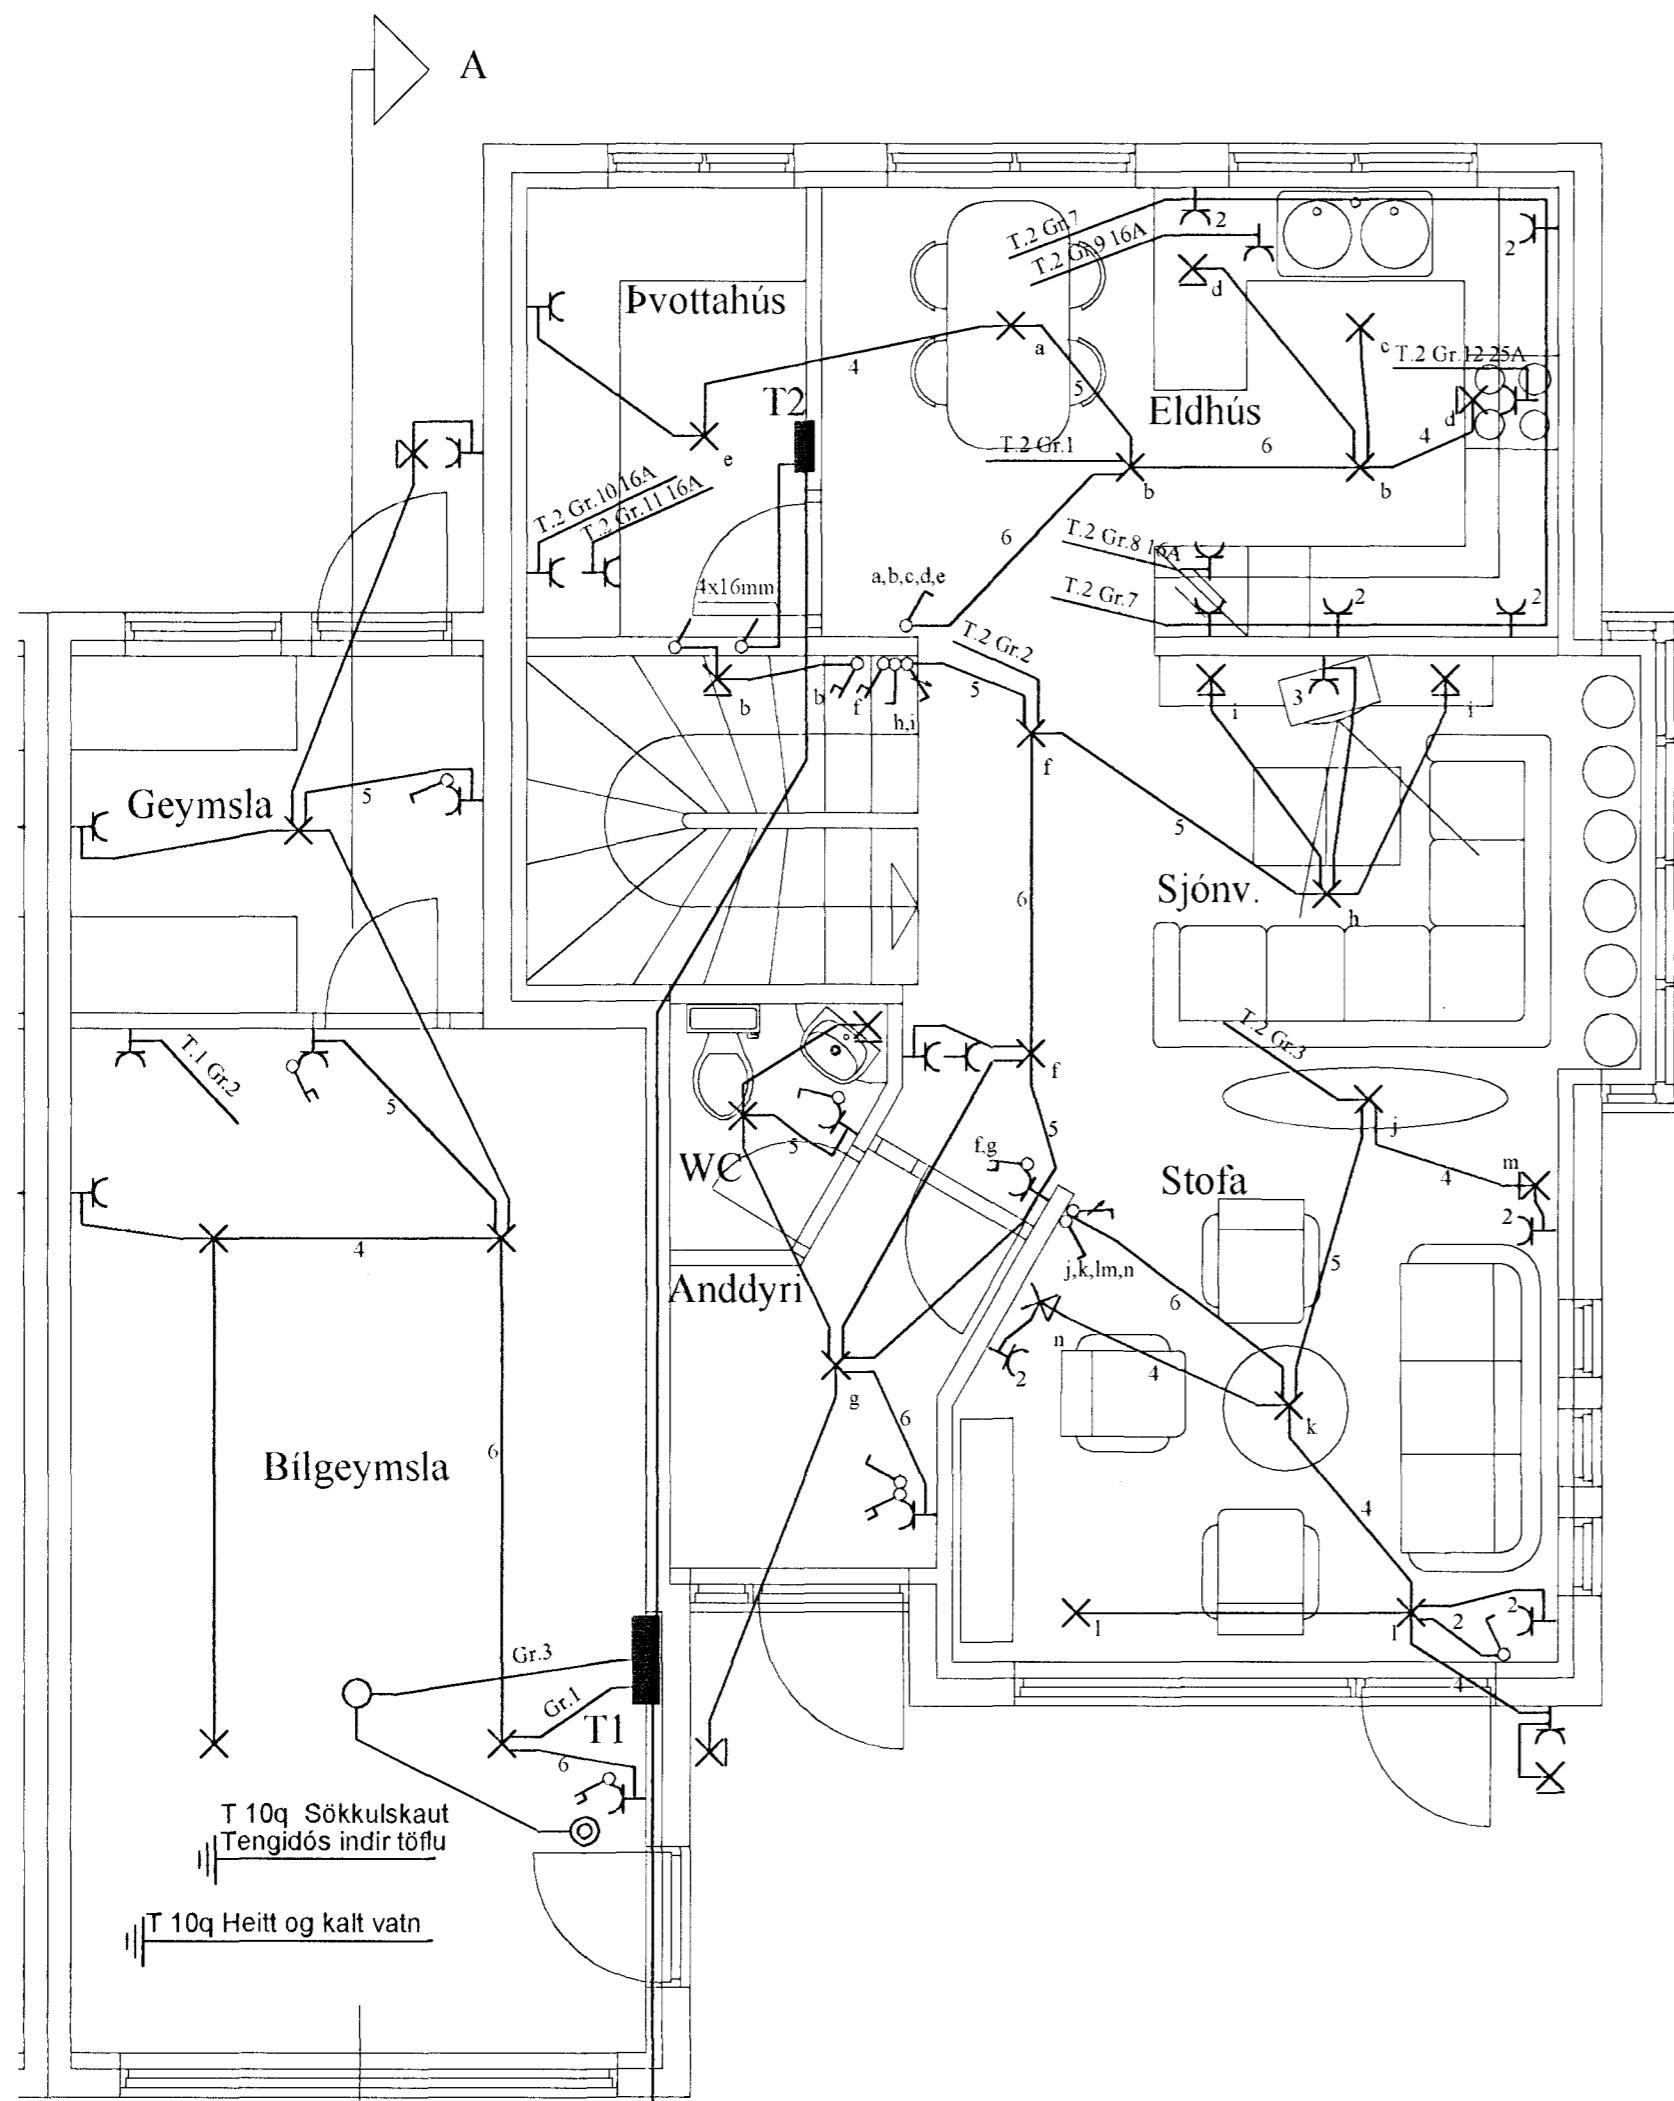 A
T.2 Gr.7
2
T.2 Gr.9 16A
2
d
Þvottahús
a
c
T.2 Gr.12 25A
4
5
T2
Eldhús
d
e
T.2 Gr.1
6
4
b
b
T.2 Gr.10 16A
T.2 Gr.11 16A
6
T.2 Gr.8 16A
4x16mm
a,b,c,d,e
T.2 Gr.7
2
2
T.2 Gr.2
5
b
b
f
h,i
i
3
i
f
Geymsla
5
5
Sjónv.
6
h
T.2 Gr.3
T.1 Gr.2
5
f
j
5
5
WC
f,g
Stofa
4
m
2
4
Anddyri
j,k,lm,n
5
6
n
2
4
k
g
6
Bílgeymsla
6
4
l
l
2
2
Gr.3
4
Gr.1
T1
6
T 10q Sökkulskaut
Tengidós indir töflu
T 10q Heitt og kalt vatn